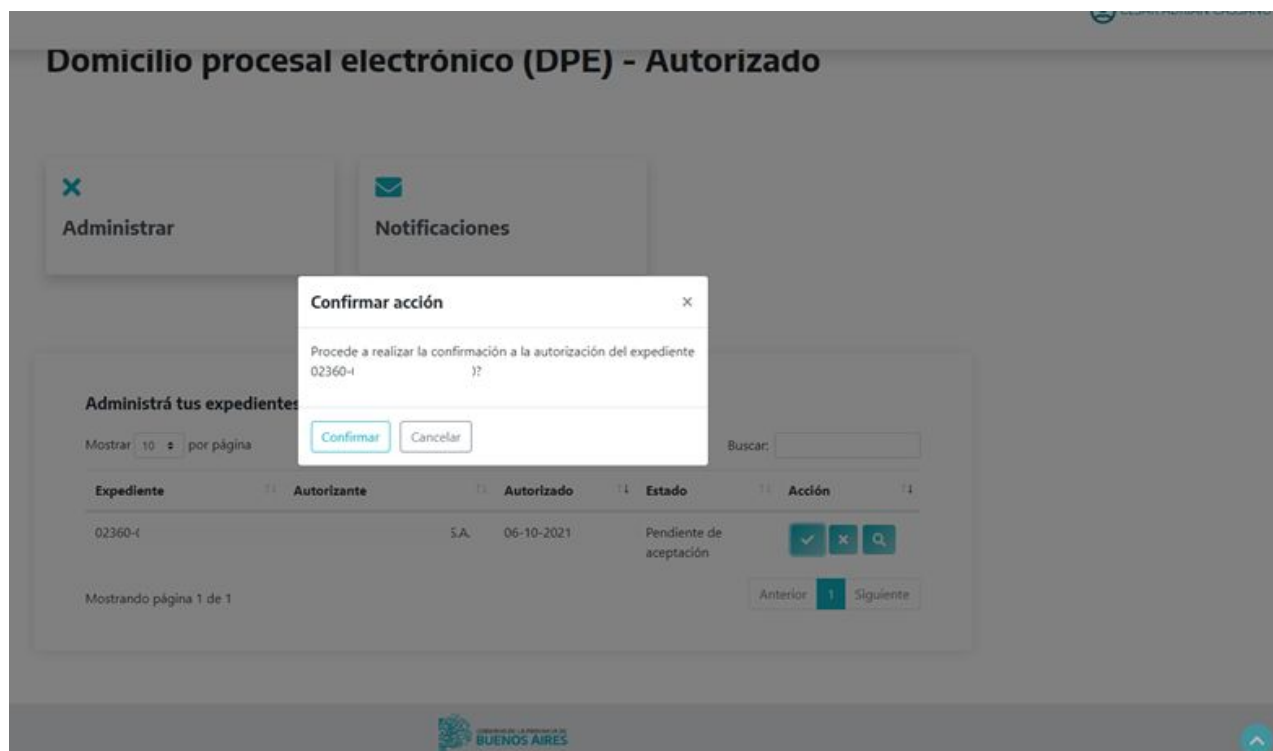 Domicilio procesal electrónico (DPE) - Autorizado
Administrar
Notificaciones
Confirmar acción ×
Procede a realizar la confirmación a la autorización del expediente
02360- )?
Confirmar Cancelar
Administrá tus expedientes
Mostrar 10 por página Buscar:
Expediente Autorizante Autorizado Estado Acción
02360- S.A. 06-10-2021 Pendiente de
aceptación
Mostrando página 1 de 1 Anterior 1 Siguiente
BUENOS AIRES